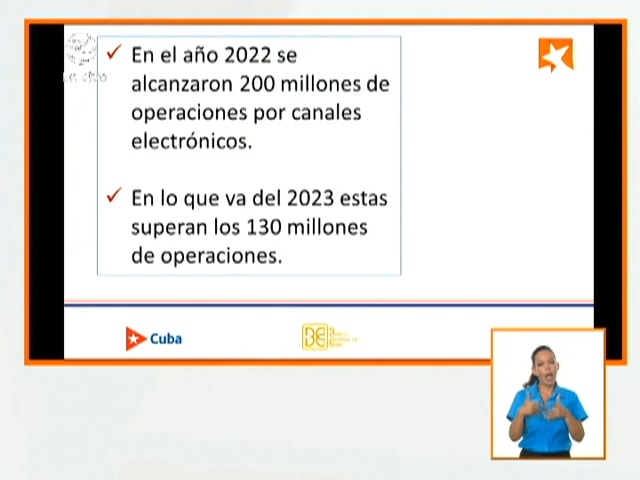 En el año 2022 se
alcanzaron 200 millones de
operaciones por canales
electrónicos.
En lo que va del 2023 estas
superan los 130 millones
de operaciones.
Cuba